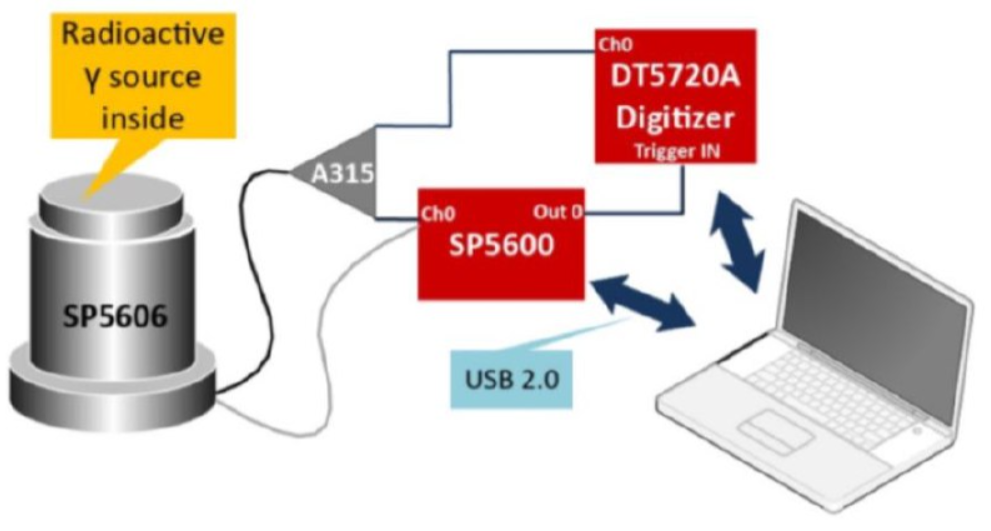 Radioactive
γ source
inside
SP5606
A315
Ch0
DT5720A
Digitizer
Trigger IN
Ch0
Out 0
SP5600
USB 2.0